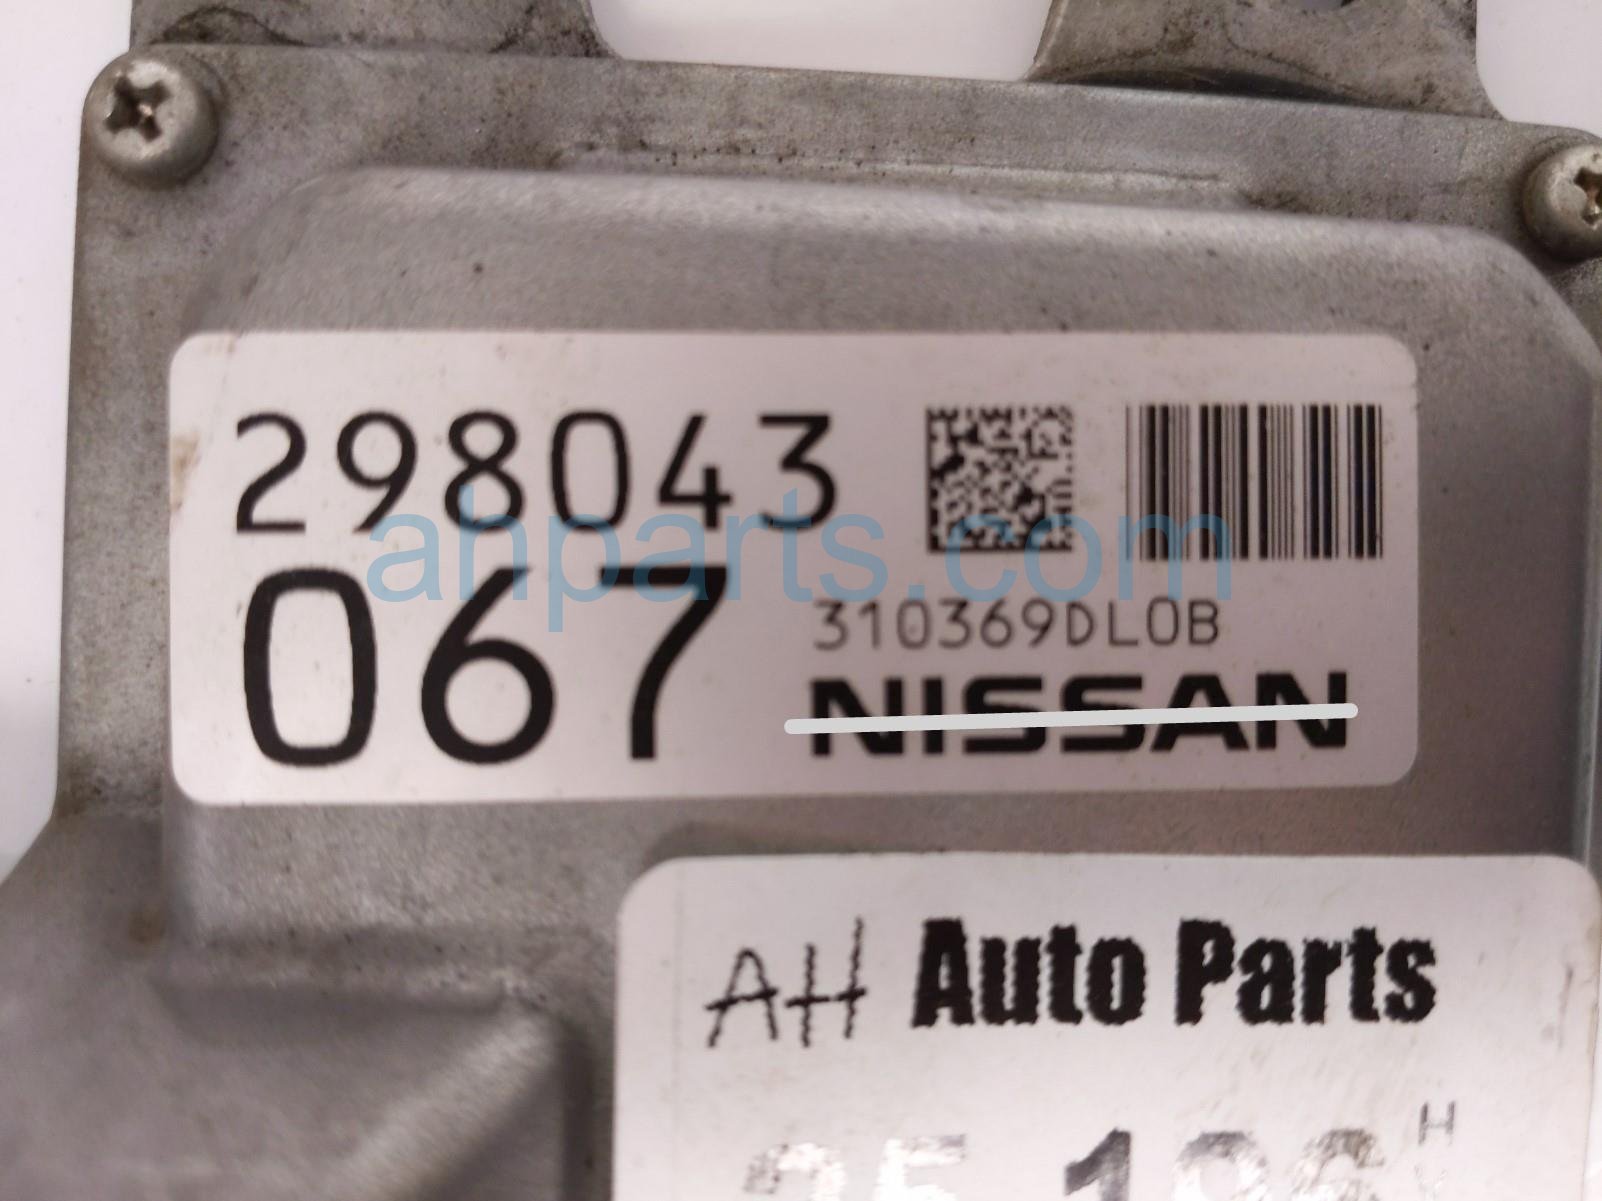 298043
067
310369DL0B
NISSAN
ahparts.com
AH Auto Parts
H